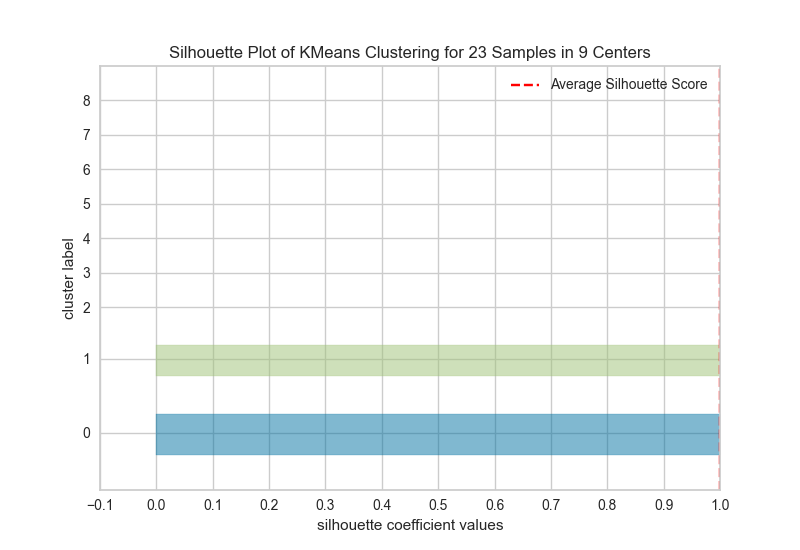 Silhouette Plot of KMeans Clustering for 23 Samples in 9 Centers
Average Silhouette Score
8
7
6
5
4
3
2
1
0
cluster label
−0.1 0.0 0.1 0.2 0.3 0.4 0.5 0.6 0.7 0.8 0.9 1.0
silhouette coefficient values